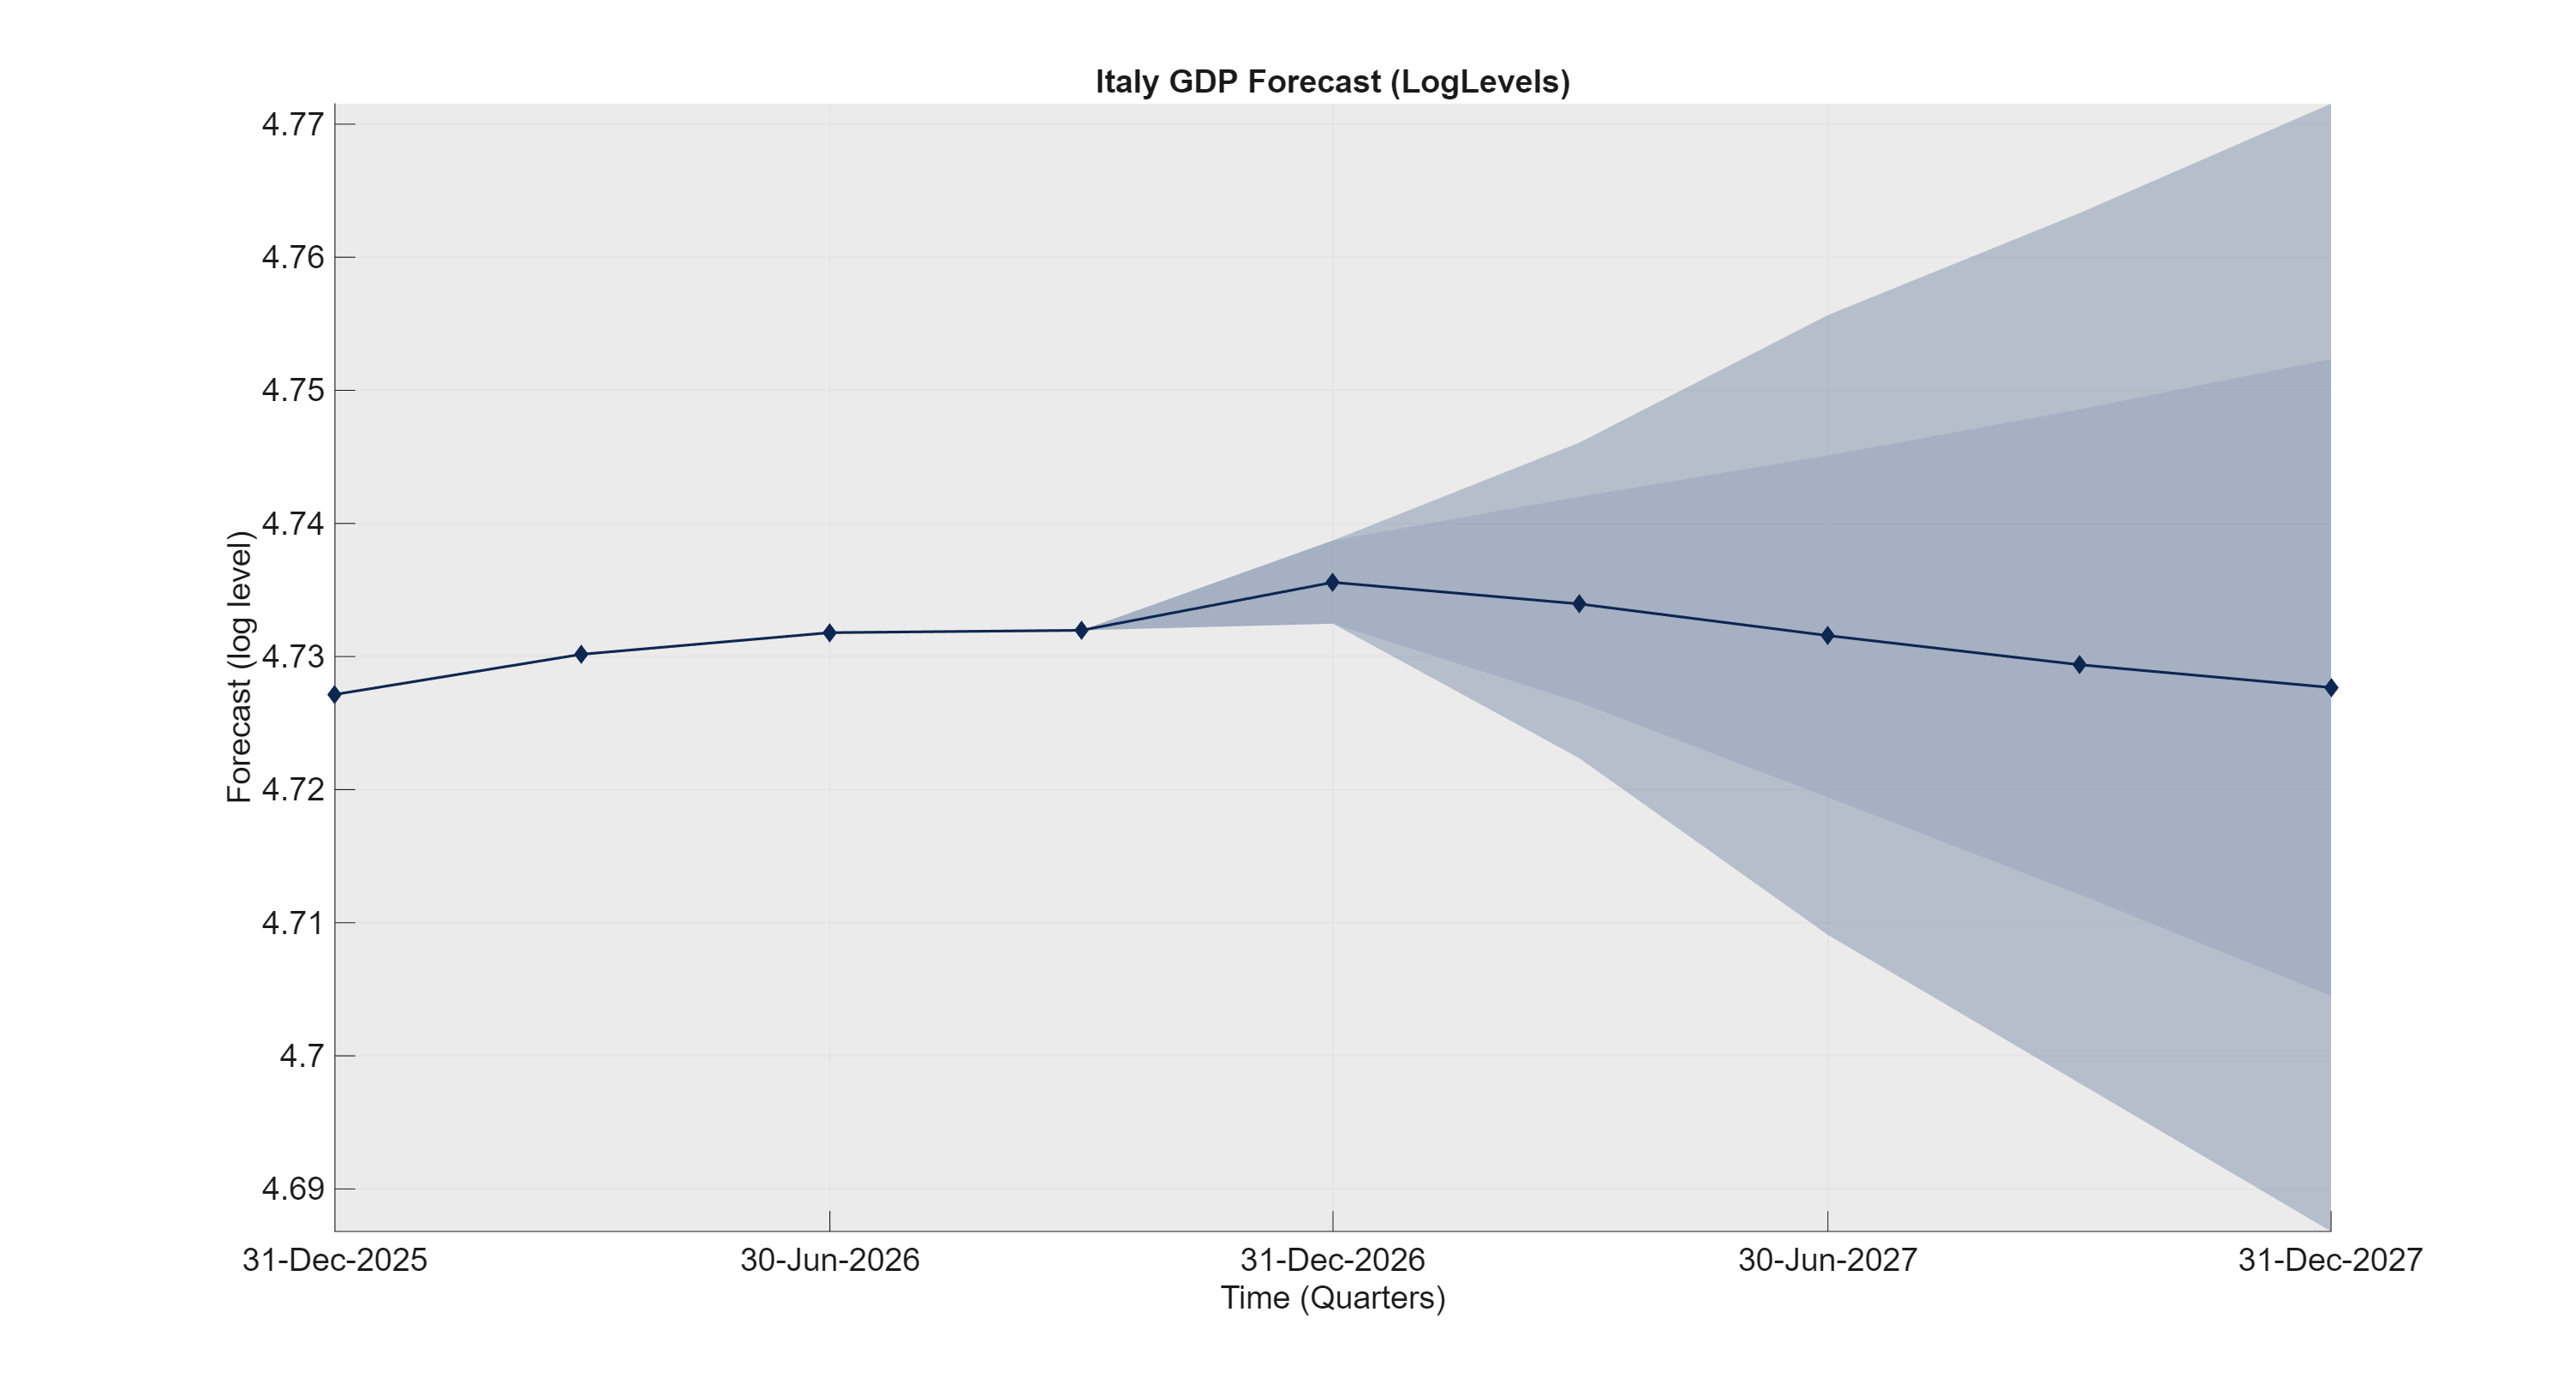 Italy GDP Forecast (LogLevels)
4.77
4.76
4.75
4.74
4.73
4.72
4.71
4.7
4.69
Forecast (log level)
31-Dec-2025
30-Jun-2026
31-Dec-2026
30-Jun-2027
31-Dec-2027
Time (Quarters)